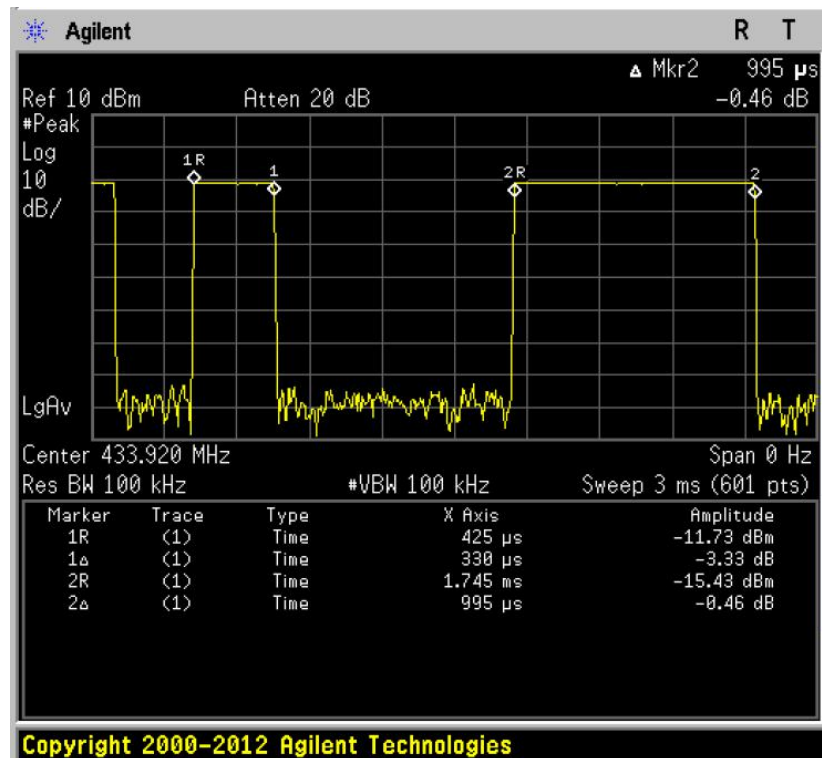 Agilent R T
Δ Mkr2 995 µs
Ref 10 dBm Atten 20 dB -0.46 dB
#Peak
Log
10
dB/
1R
1
2R
2
LgAv
Center 433.920 MHz Span 0 Hz
Res BW 100 kHz #VBW 100 kHz Sweep 3 ms (601 pts)
Marker Trace Type X Axis Amplitude
1R (1) Time 425 µs -11.73 dBm
1Δ (1) Time 330 µs -3.33 dB
2R (1) Time 1.745 ms -15.43 dBm
2Δ (1) Time 995 µs -0.46 dB
Copyright 2000-2012 Agilent Technologies